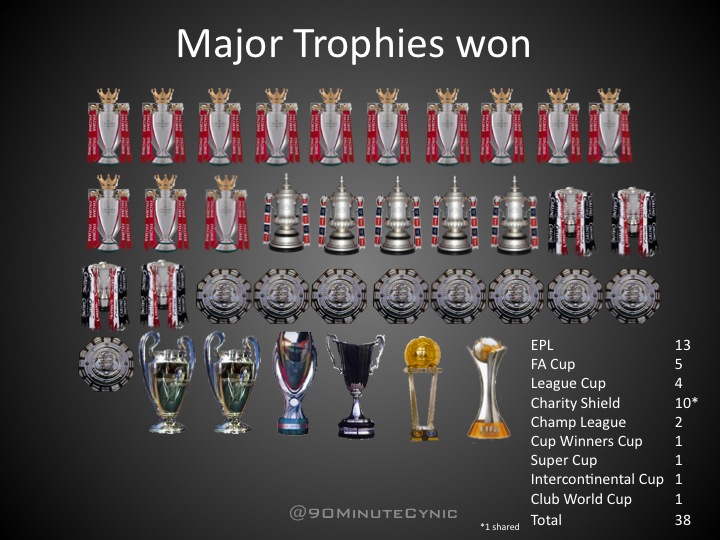 Major Trophies won
EPL 13
FA Cup 5
League Cup 4
Charity Shield 10*
Champ League 2
Cup Winners Cup 1
Super Cup 1
Intercontinental Cup 1
Club World Cup 1
Total 38
*1 shared
@90MinuteCynic
FIFA